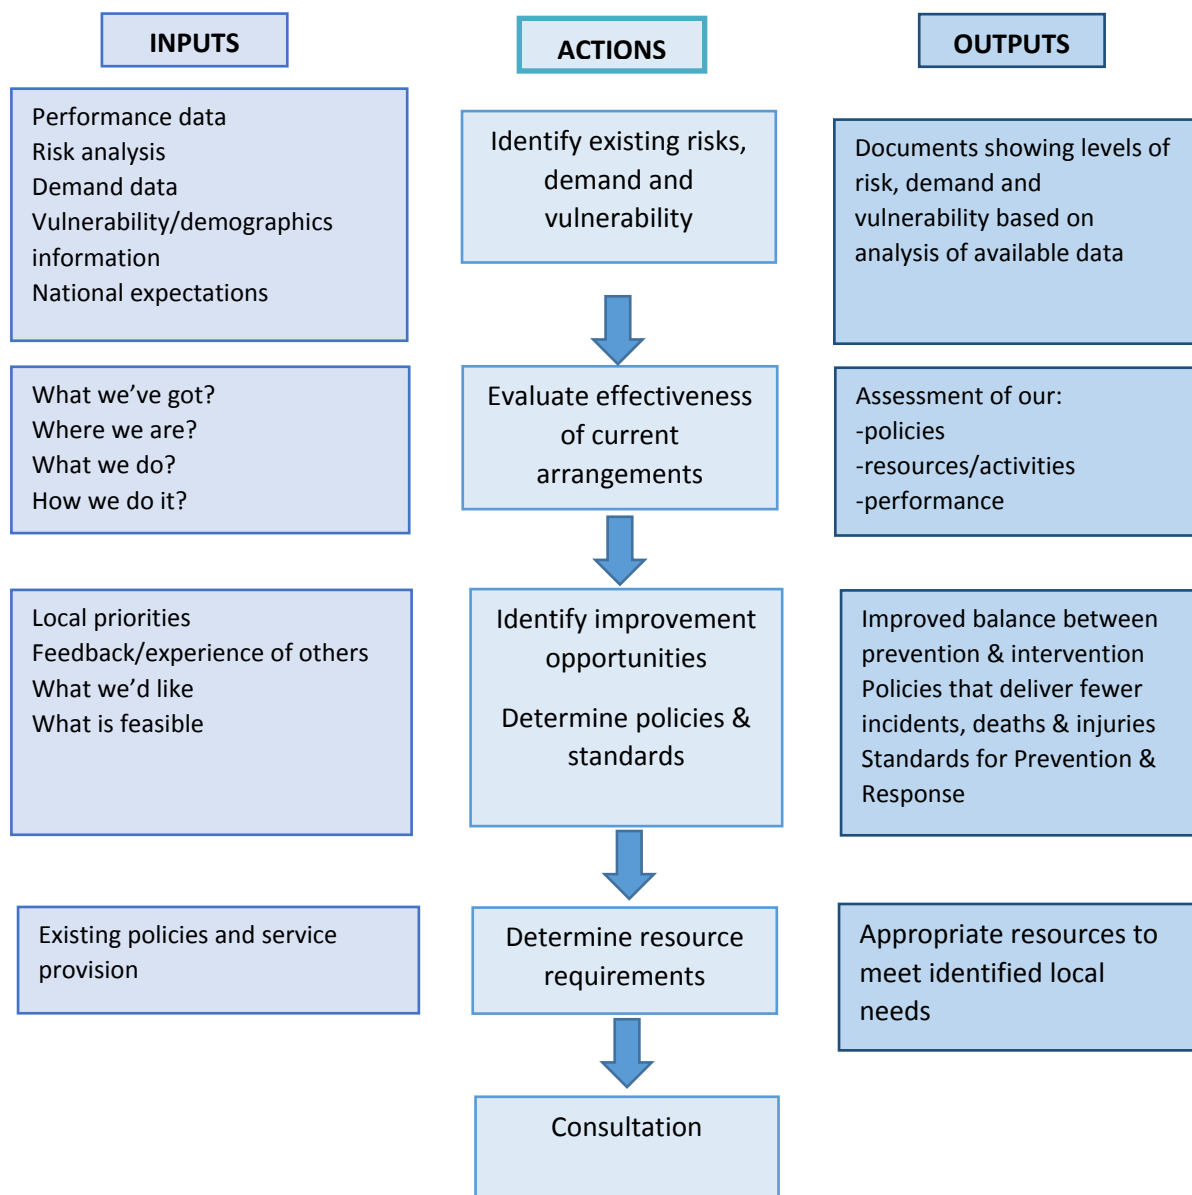 INPUTS
ACTIONS
OUTPUTS
Performance data
Risk analysis
Demand data
Vulnerability/demographics
information
National expectations
Identify existing risks,
demand and
vulnerability
Documents showing levels of
risk, demand and
vulnerability based on
analysis of available data
What we’ve got?
Where we are?
What we do?
How we do it?
Evaluate effectiveness
of current
arrangements
Assessment of our:
-policies
-resources/activities
-performance
Local priorities
Feedback/experience of others
What we’d like
What is feasible
Identify improvement
opportunities
Determine policies &
standards
Improved balance between
prevention & intervention
Policies that deliver fewer
incidents, deaths & injuries
Standards for Prevention &
Response
Existing policies and service
provision
Determine resource
requirements
Appropriate resources to
meet identified local
needs
Consultation